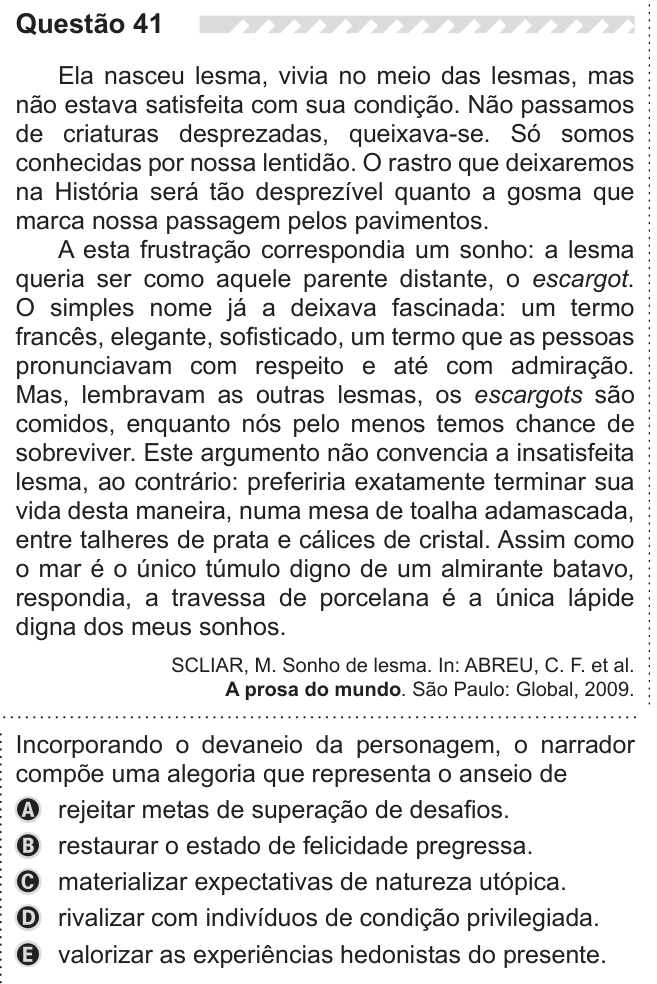 Questão 41
Ela nasceu lesma, vivia no meio das lesmas, mas
não estava satisfeita com sua condição. Não passamos
de criaturas desprezadas, queixava-se. Só somos
conhecidas por nossa lentidão. O rastro que deixaremos
na História será tão desprezível quanto a gosma que
marca nossa passagem pelos pavimentos.
A esta frustração correspondia um sonho: a lesma
queria ser como aquele parente distante, o escargot.
O simples nome já a deixava fascinada: um termo
francês, elegante, sofisticado, um termo que as pessoas
pronunciavam com respeito e até com admiração.
Mas, lembravam as outras lesmas, os escargots são
comidos, enquanto nós pelo menos temos chance de
sobreviver. Este argumento não convencia a insatisfeita
lesma, ao contrário: preferiria exatamente terminar sua
vida desta maneira, numa mesa de toalha adamascada,
entre talheres de prata e cálices de cristal. Assim como
o mar é o único túmulo digno de um almirante batavo,
respondia, a travessa de porcelana é a única lápide
digna dos meus sonhos.
SCLIAR, M. Sonho de lesma. In: ABREU, C. F. et al.
A prosa do mundo. São Paulo: Global, 2009.
Incorporando o devaneio da personagem, o narrador
compõe uma alegoria que representa o anseio de
A rejeitar metas de superação de desafios.
B restaurar o estado de felicidade pregressa.
C materializar expectativas de natureza utópica.
D rivalizar com indivíduos de condição privilegiada.
E valorizar as experiências hedonistas do presente.